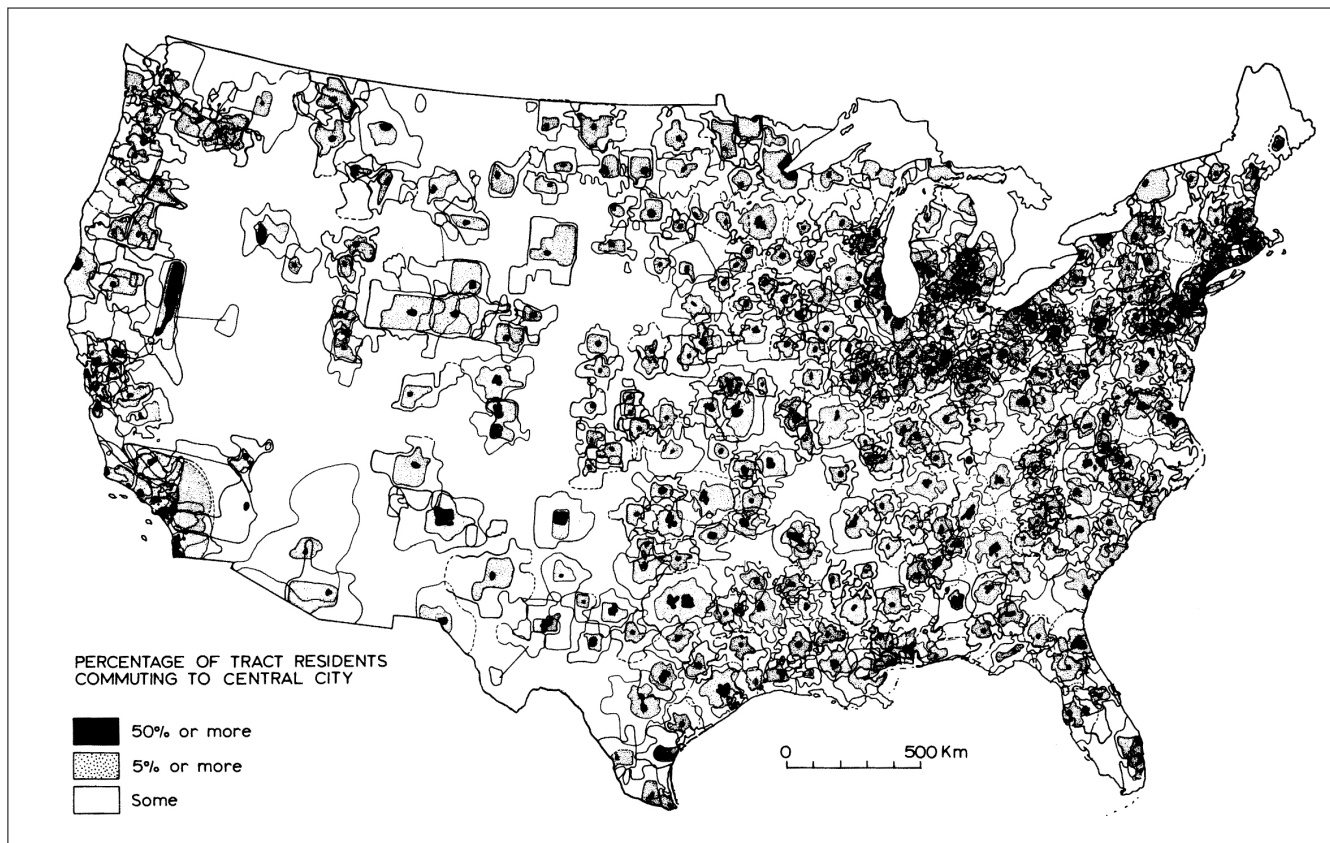 PERCENTAGE OF TRACT RESIDENTS
COMMUTING TO CENTRAL CITY
50% or more
5% or more
Some
0 500 Km